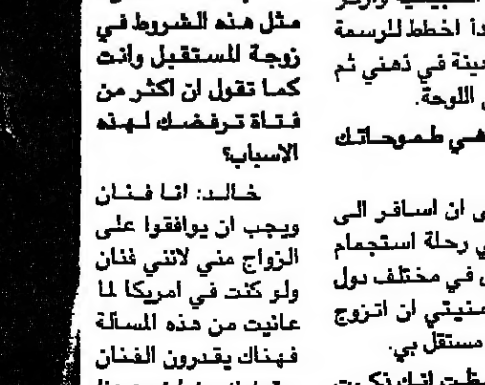 مثل هذه الشروط في
زوجة المستقبل وانت
كما تقول ان اكثر من
فتاة ترفضك لهذه
الاسباب؟
خالد: انا فنان
ويجب ان يوافقوا على
الزواج مني لانني فنان
ولو كنت في امريكا لما
عانيت من هذه المسألة
فهناك يقدرون الفنان
اخطط للرسمة
في ذهني ثم
اللوحة.
هي طموحاتك
ان اسافر الى
رحلة استجمام
في مختلف دول
ان اتزوج
مستقل بي.